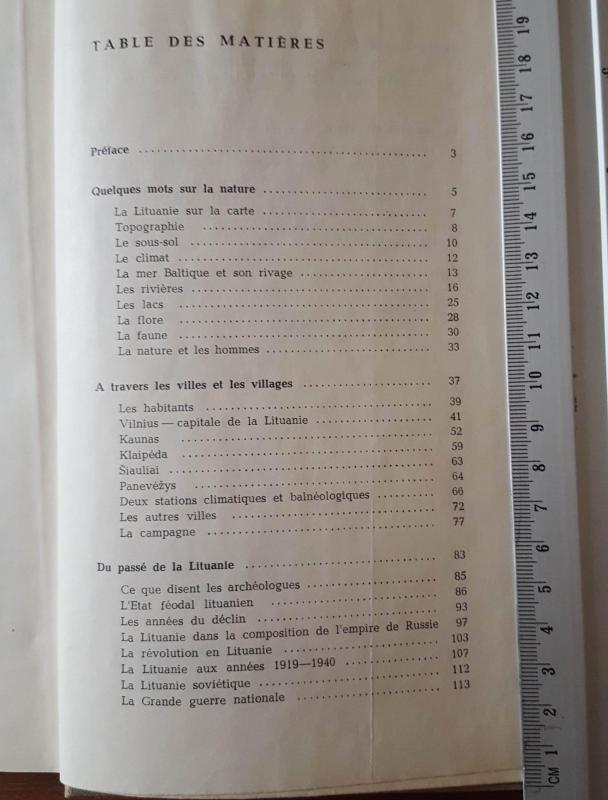 TABLE DES MATIÈRES
Préface 3
Quelques mots sur la nature 5
La Lituanie sur la carte 7
Topographie 8
Le sous-sol 10
Le climat 12
La mer Baltique et son rivage 13
Les rivières 16
Les lacs 25
La flore 28
La faune 30
La nature et les hommes 33
A travers les villes et les villages 37
Les habitants 39
Vilnius — capitale de la Lituanie 41
Kaunas 52
Klaipéda 59
Šiauliai 63
Panevéžys 64
Deux stations climatiques et balnéologiques 66
Les autres villes 72
La campagne 77
Du passé de la Lituanie 83
Ce que disent les archéologues 85
L'Etat féodal lituanien 86
Les années du déclin 93
La Lituanie dans la composition de l'empire de Russie 97
La révolution en Lituanie 103
La Lituanie aux années 1919—1940 107
La Lituanie soviétique 112
La Grande guerre nationale 113
19
18
17
16
15
14
13
12
11
10
9
8
7
6
5
4
3
2
1
CM